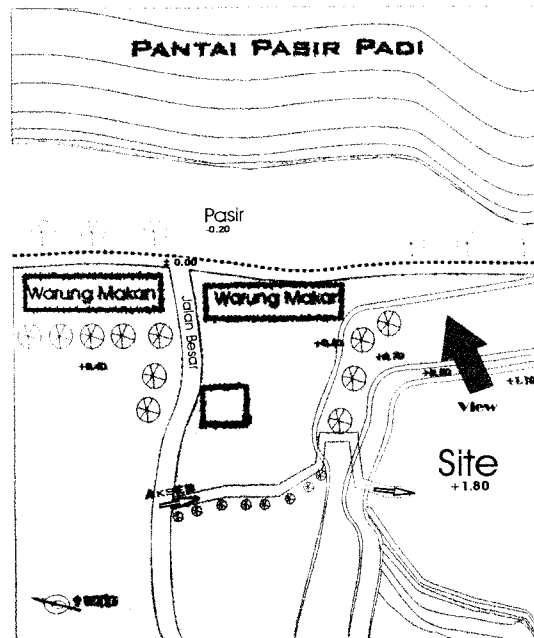 PANTAI PASIR PADI
Pasir
-0.20
± 0.00
Warung Makan
Warung Makan
Jalan Besar
+0.40
View
Site
+1.80